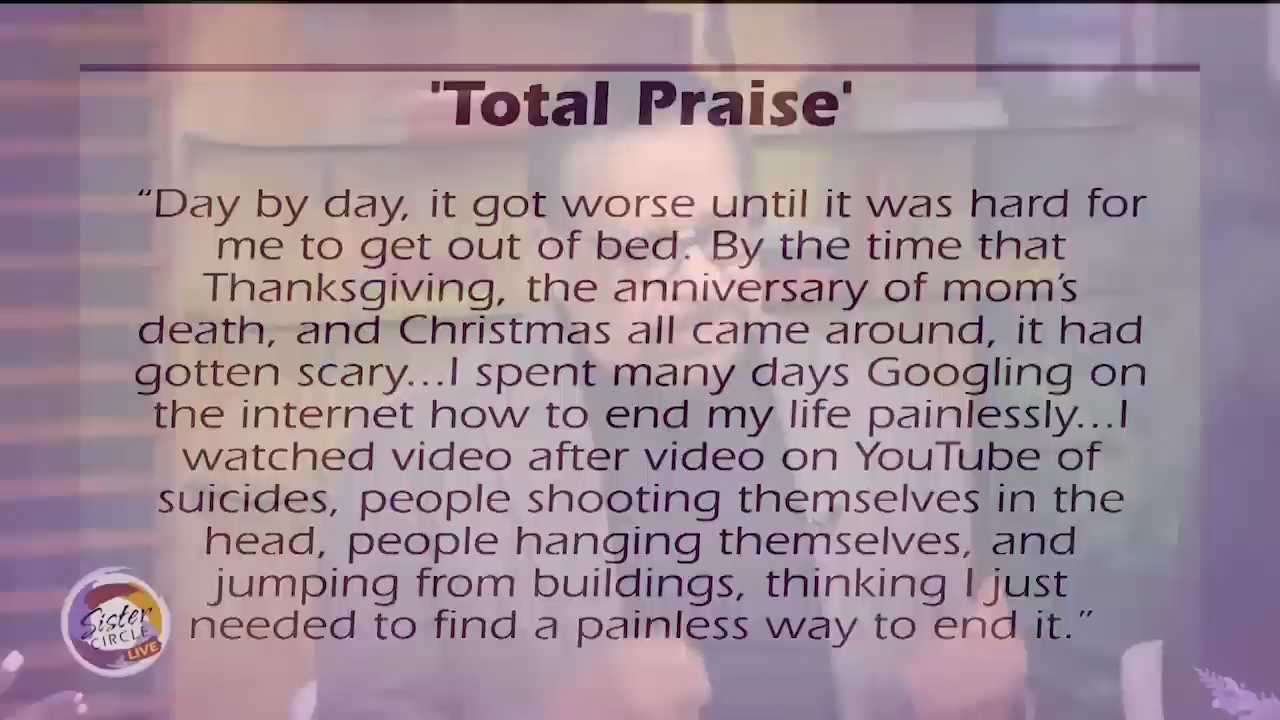 'Total Praise'
“Day by day, it got worse until it was hard for
me to get out of bed. By the time that
Thanksgiving, the anniversary of mom’s
death, and Christmas all came around, it had
gotten scary...I spent many days Googling on
the internet how to end my life painlessly...I
watched video after video on YouTube of
suicides, people shooting themselves in the
head, people hanging themselves, and
jumping from buildings, thinking I just
needed to find a painless way to end it.”
Sister
CIRCLE
LIVE